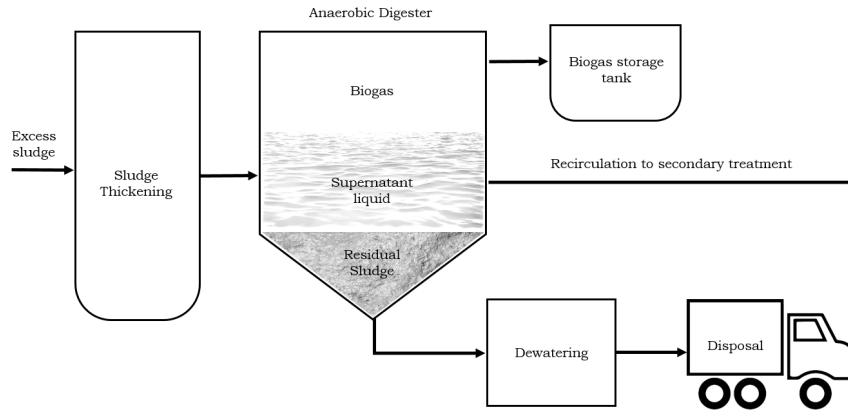 Anaerobic Digester
Biogas
Biogas storage
tank
Excess
sludge
Sludge
Thickening
Supernatant
liquid
Recirculation to secondary treatment
Residual
Sludge
Dewatering
Disposal